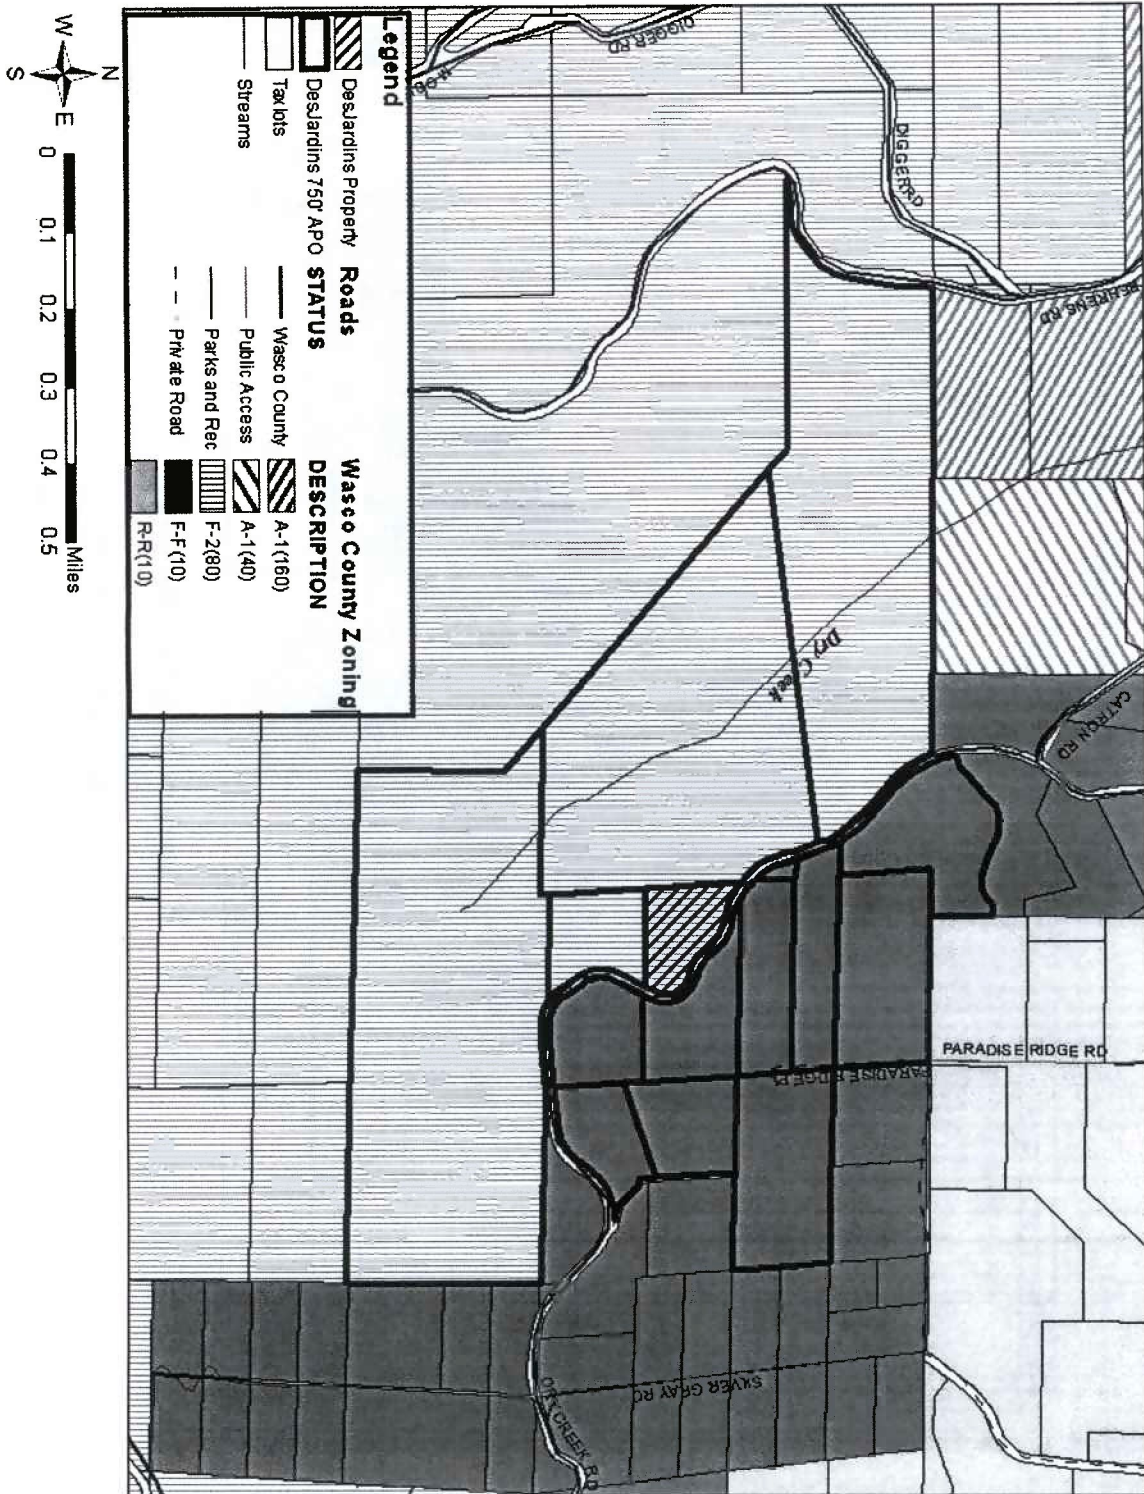 DIGGER RD
DIGGER RD
BEHRENS RD
CATRON RD
Dry Creek
PARADISE RIDGE RD
PARADISE RIDGE
SILVER GRAY RD
DRY CREEK RD
Legend
DesJardins Property
DesJardins 750' APO
Tax lots
Streams
Roads
STATUS
Wasco County
Public Access
Parks and Rec
Private Road
Wasco County Zoning
DESCRIPTION
A-1 (160)
A-1 (40)
F-2 (80)
F-F (10)
R-R (10)
N
W
E
S
0 0.1 0.2 0.3 0.4 0.5
Miles